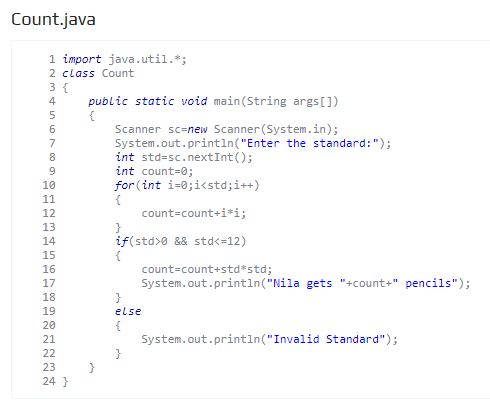 Count.java
1 import java.util.*;
2 class Count
3 {
4     public static void main(String args[])
5     {
6         Scanner sc=new Scanner(System.in);
7         System.out.println("Enter the standard:");
8         int std=sc.nextInt();
9         int count=0;
10         for(int i=0;i<std;i++)
11         {
12             count=count+i*i;
13         }
14         if(std>0 && std<=12)
15         {
16             count=count+std*std;
17             System.out.println("Nila gets "+count+" pencils");
18         }
19         else
20         {
21             System.out.println("Invalid Standard");
22         }
23     }
24 }